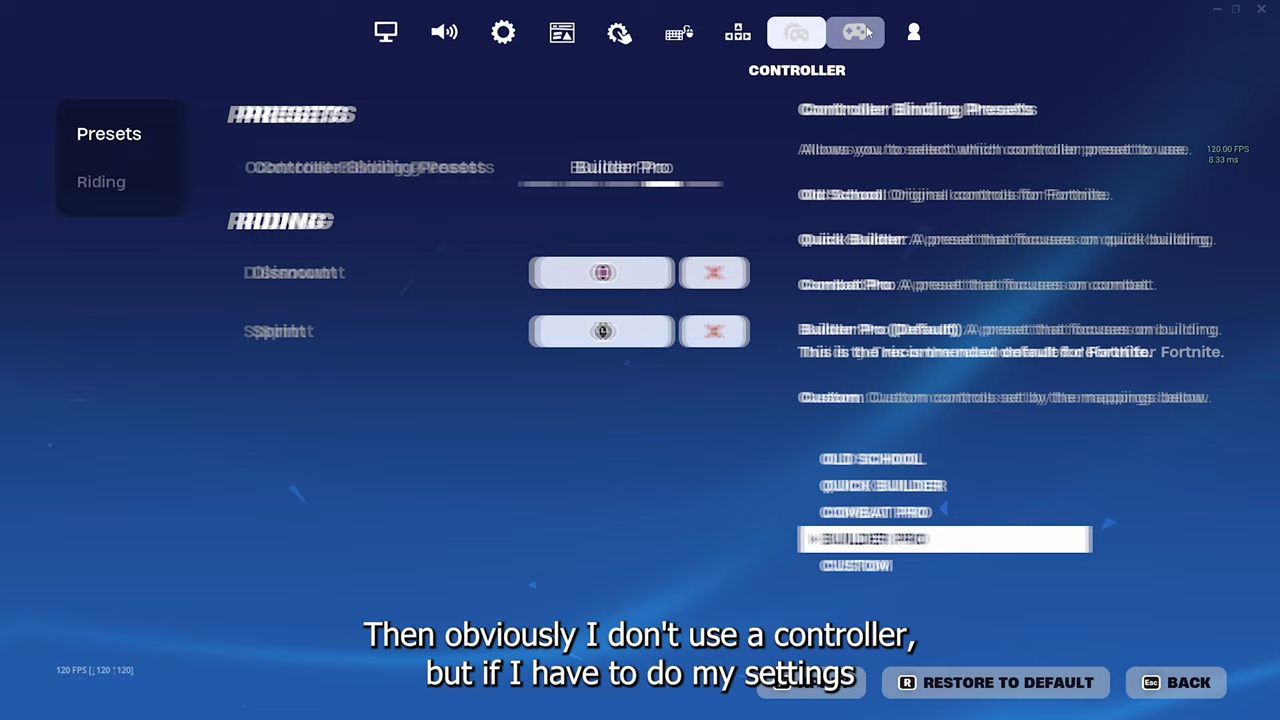 CONTROLLER
Presets
Riding
PRESETS
Controller Binding Presets
Builder Pro
RIDING
Dismount
Sprint
Controller Binding Presets
Allows you to select which controller preset to use.
Old School: Original controls for Fortnite.
Quick Builder: A preset that focuses on quick building.
Combat Pro: A preset that focuses on combat.
Builder Pro (Default): A preset that focuses on building.
This is the recommended default for Fortnite.
Custom: Custom controls set by the mappings below.
120.00 FPS
8.33 ms
OLD SCHOOL
QUICK BUILDER
COMBAT PRO
BUILDER PRO
CUSTOM
Then obviously I don't use a controller,
but if I have to do my settings
120 FPS [↓120 ↑120]
R RESTORE TO DEFAULT
Esc BACK